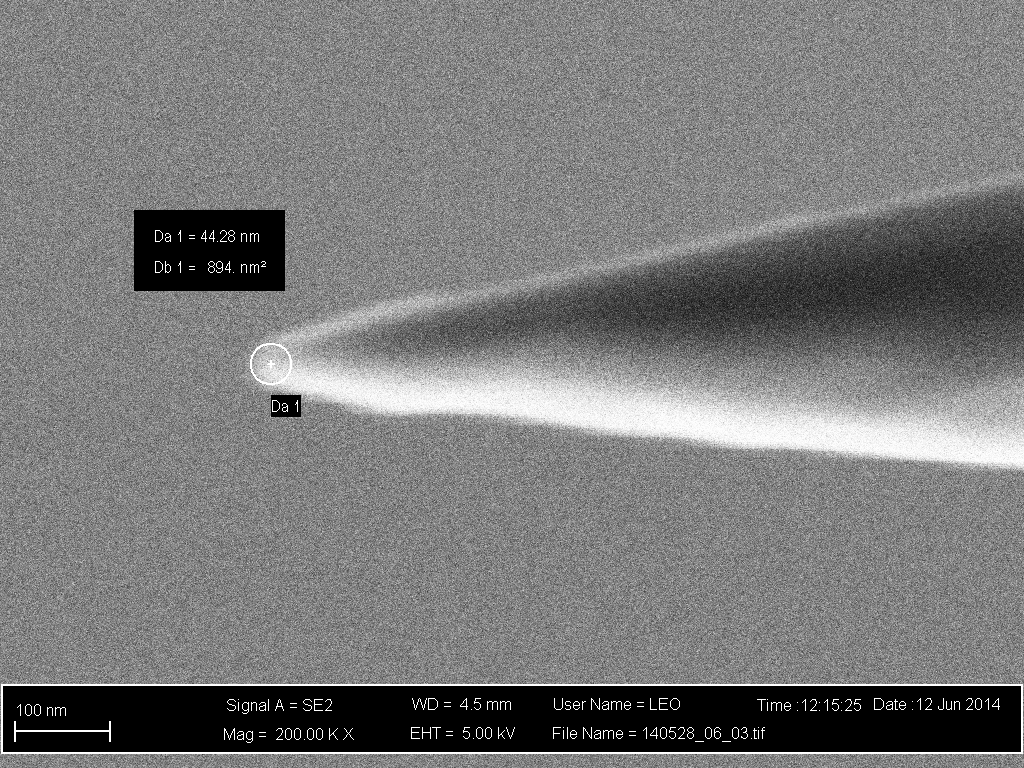 Da 1 = 44.28 nm
Db 1 = 894. nm²
Da 1
100 nm
Signal A = SE2
WD = 4.5 mm
User Name = LEO
Time :12:15:25
Date :12 Jun 2014
Mag = 200.00 K X
EHT = 5.00 kV
File Name = 140528_06_03.tif